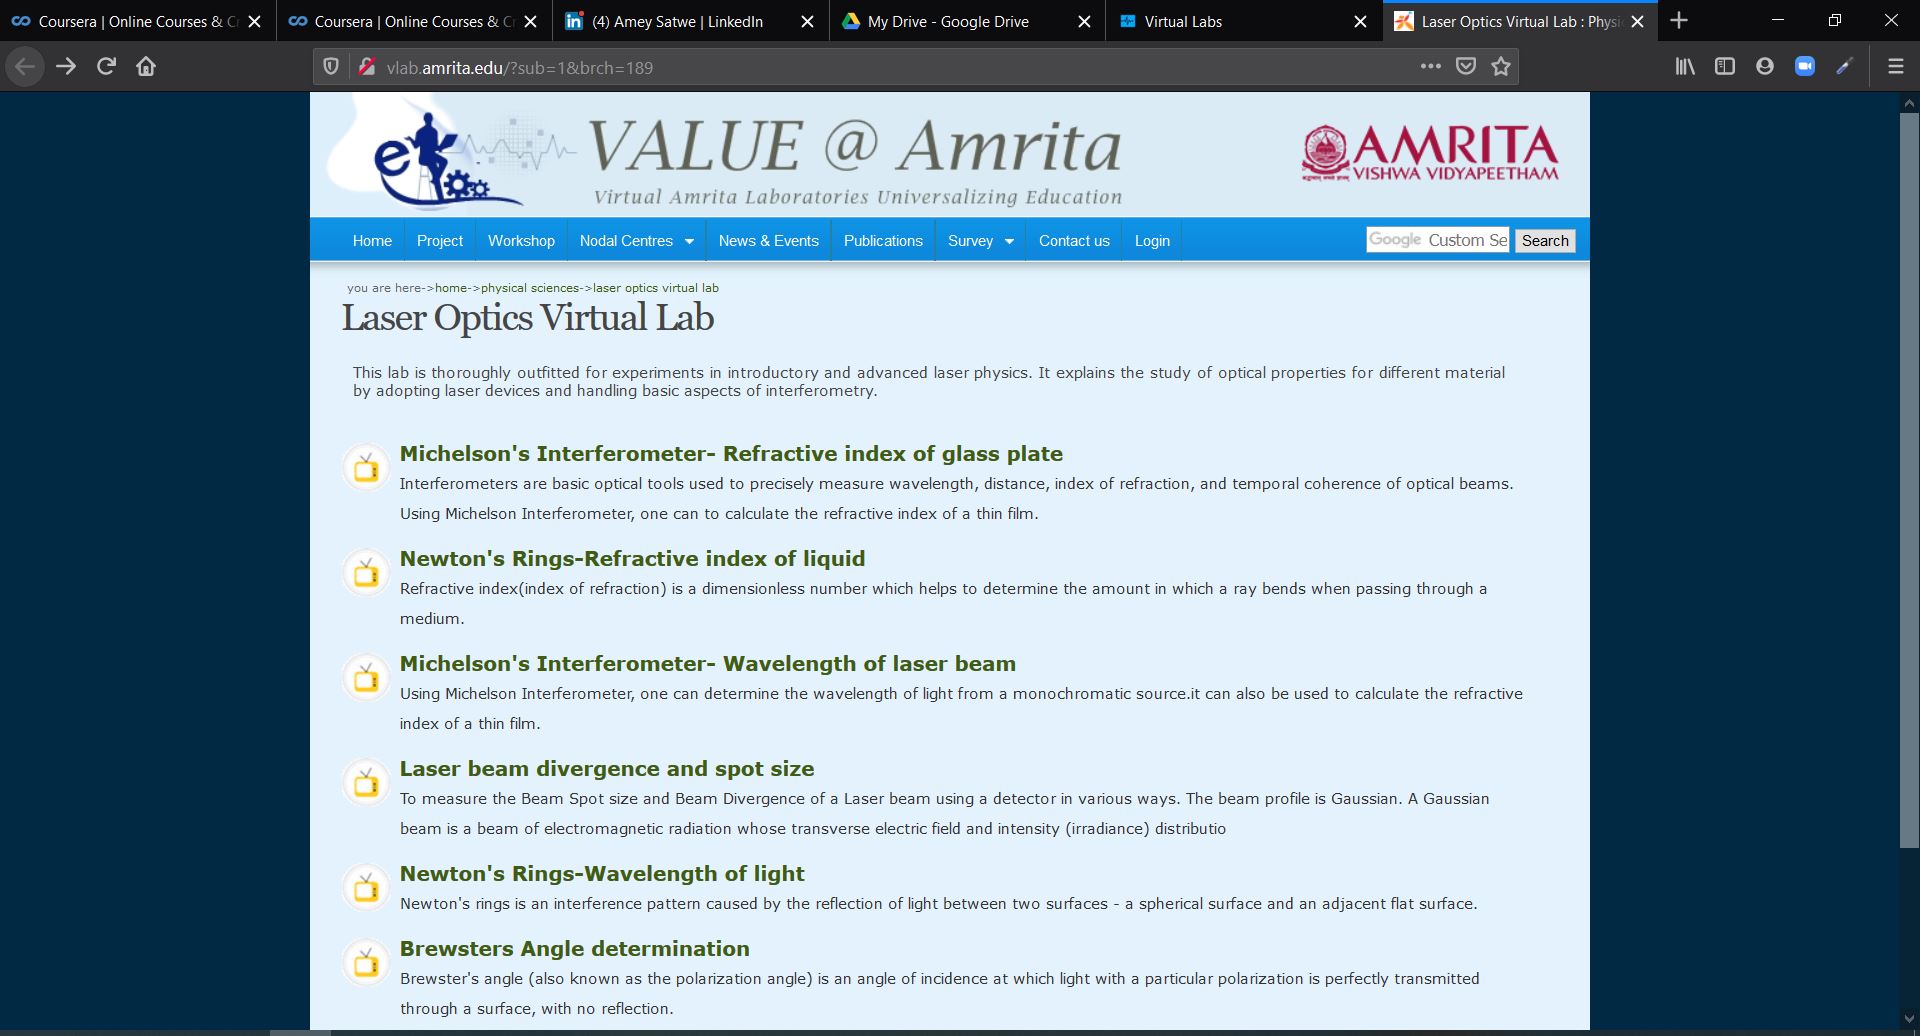 Coursera | Online Courses & Cr
Coursera | Online Courses & Cr
in (4) Amey Satwe | LinkedIn
My Drive - Google Drive
Virtual Labs
Laser Optics Virtual Lab : Physi
vlab.amrita.edu/?sub=1&brch=189
e
VALUE @ Amrita
Virtual Amrita Laboratories Universalizing Education
AMRITA
VISHWA VIDYAPEETHAM
Home Project Workshop Nodal Centres News & Events Publications Survey Contact us Login Google Custom Se Search
you are here->home->physical sciences->laser optics virtual lab
Laser Optics Virtual Lab
This lab is thoroughly outfitted for experiments in introductory and advanced laser physics. It explains the study of optical properties for different material
by adopting laser devices and handling basic aspects of interferometry.
Michelson's Interferometer- Refractive index of glass plate
Interferometers are basic optical tools used to precisely measure wavelength, distance, index of refraction, and temporal coherence of optical beams.
Using Michelson Interferometer, one can to calculate the refractive index of a thin film.
Newton's Rings-Refractive index of liquid
Refractive index(index of refraction) is a dimensionless number which helps to determine the amount in which a ray bends when passing through a
medium.
Michelson's Interferometer- Wavelength of laser beam
Using Michelson Interferometer, one can determine the wavelength of light from a monochromatic source.it can also be used to calculate the refractive
index of a thin film.
Laser beam divergence and spot size
To measure the Beam Spot size and Beam Divergence of a Laser beam using a detector in various ways. The beam profile is Gaussian. A Gaussian
beam is a beam of electromagnetic radiation whose transverse electric field and intensity (irradiance) distributio
Newton's Rings-Wavelength of light
Newton's rings is an interference pattern caused by the reflection of light between two surfaces - a spherical surface and an adjacent flat surface.
Brewsters Angle determination
Brewster's angle (also known as the polarization angle) is an angle of incidence at which light with a particular polarization is perfectly transmitted
through a surface, with no reflection.